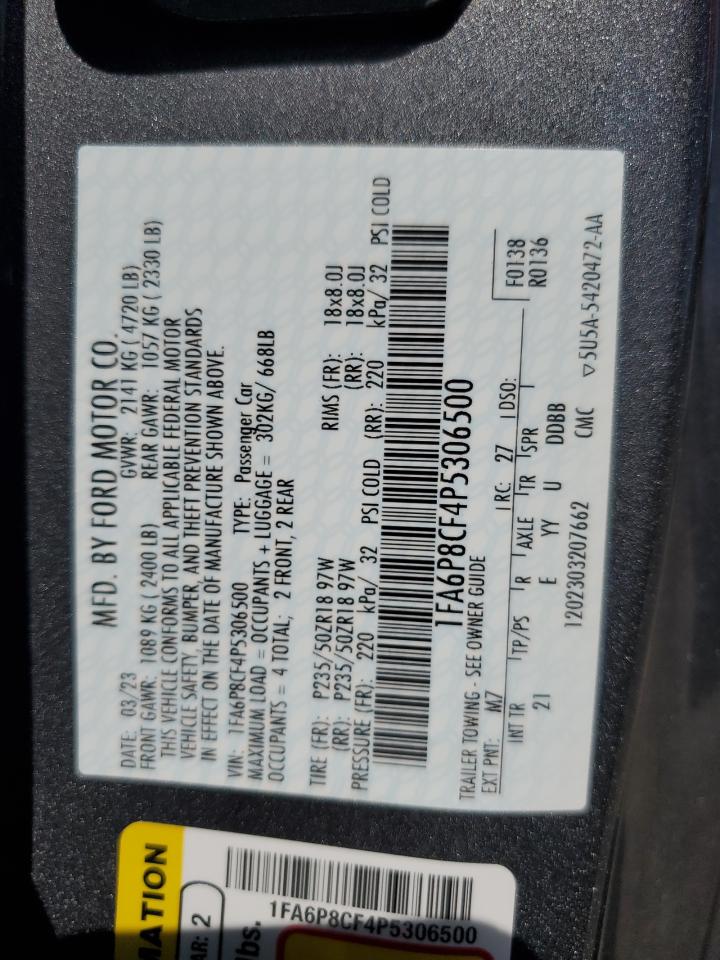 MFD. BY FORD MOTOR CO.
DATE: 03/23 GVWR: 2141 KG ( 4720 LB)
FRONT GAWR: 1089 KG (2400 LB) REAR GAWR: 1057 KG ( 2330 LB)
THIS VEHICLE CONFORMS TO ALL APPLICABLE FEDERAL MOTOR
VEHICLE SAFETY, BUMPER, AND THEFT PREVENTION STANDARDS
IN EFFECT ON THE DATE OF MANUFACTURE SHOWN ABOVE.
VIN: 1FA6P8CF4P5306500 TYPE: Passenger Car
MAXIMUM LOAD = OCCUPANTS + LUGGAGE = 302KG/ 668LB
OCCUPANTS = 4 TOTAL; 2 FRONT, 2 REAR
TIRE (FR): P235/50ZR18 97W RIMS (FR): 18x8.0J
(RR): P235/50ZR18 97W (RR): 18x8.0J
PRESSURE (FR): 220 kPa/ 32 PSI COLD (RR): 220 kPa/ 32 PSI COLD
1FA6P8CF4P5306500
TRAILER TOWING - SEE OWNER GUIDE F0138
EXT PNT: M7 RC: 27 DSO: R0136
INT TR TP/PS R AXLE TR SPR
21 E YY U DDBB
1202303207662 CMC ▽5U5A-5420472-AA
MATION
AR: 2
lbs.
1FA6P8CF4P5306500